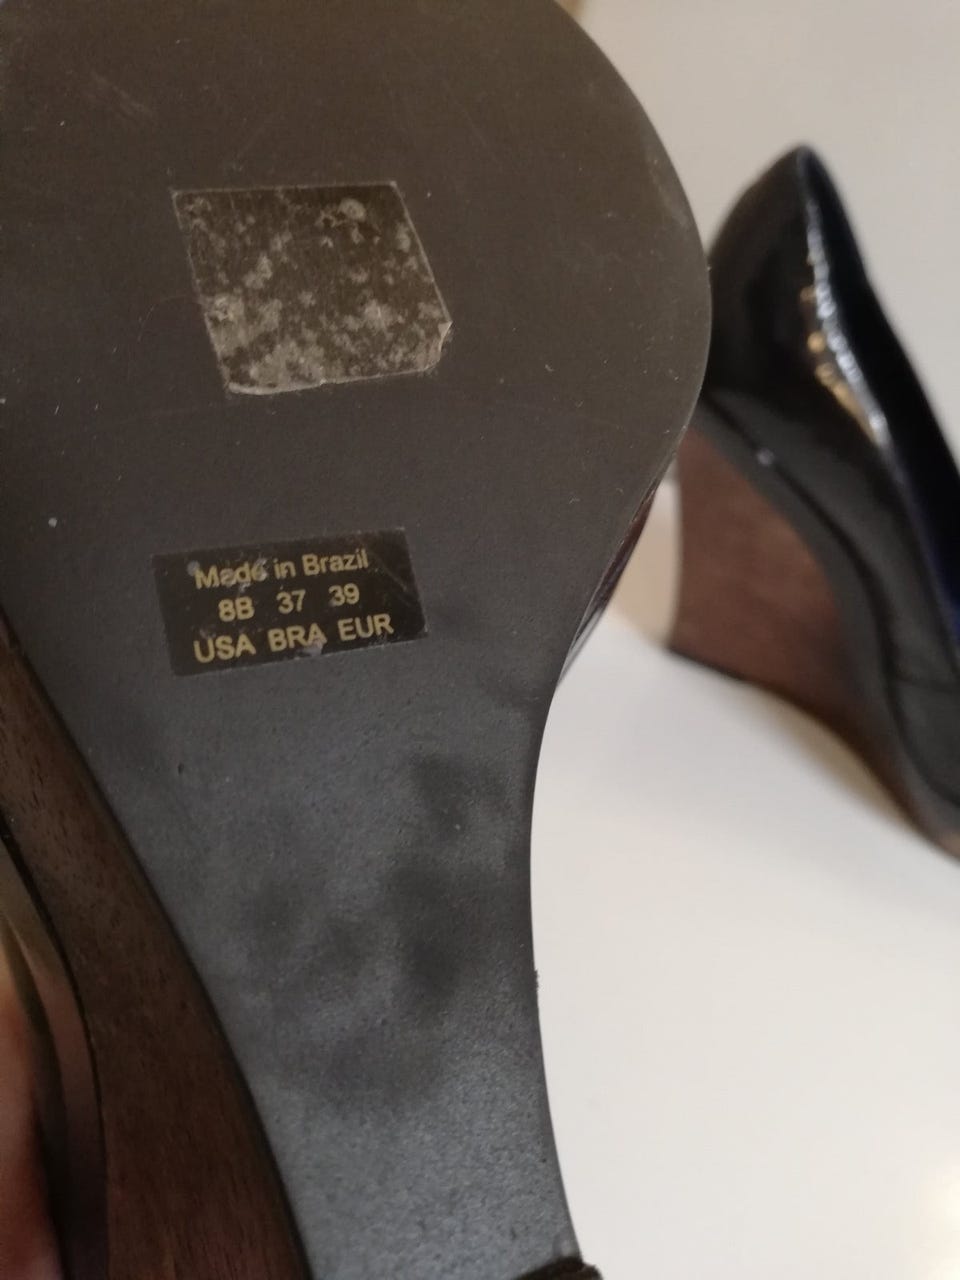 Made in Brazil
8B 37 39
USA BRA EUR